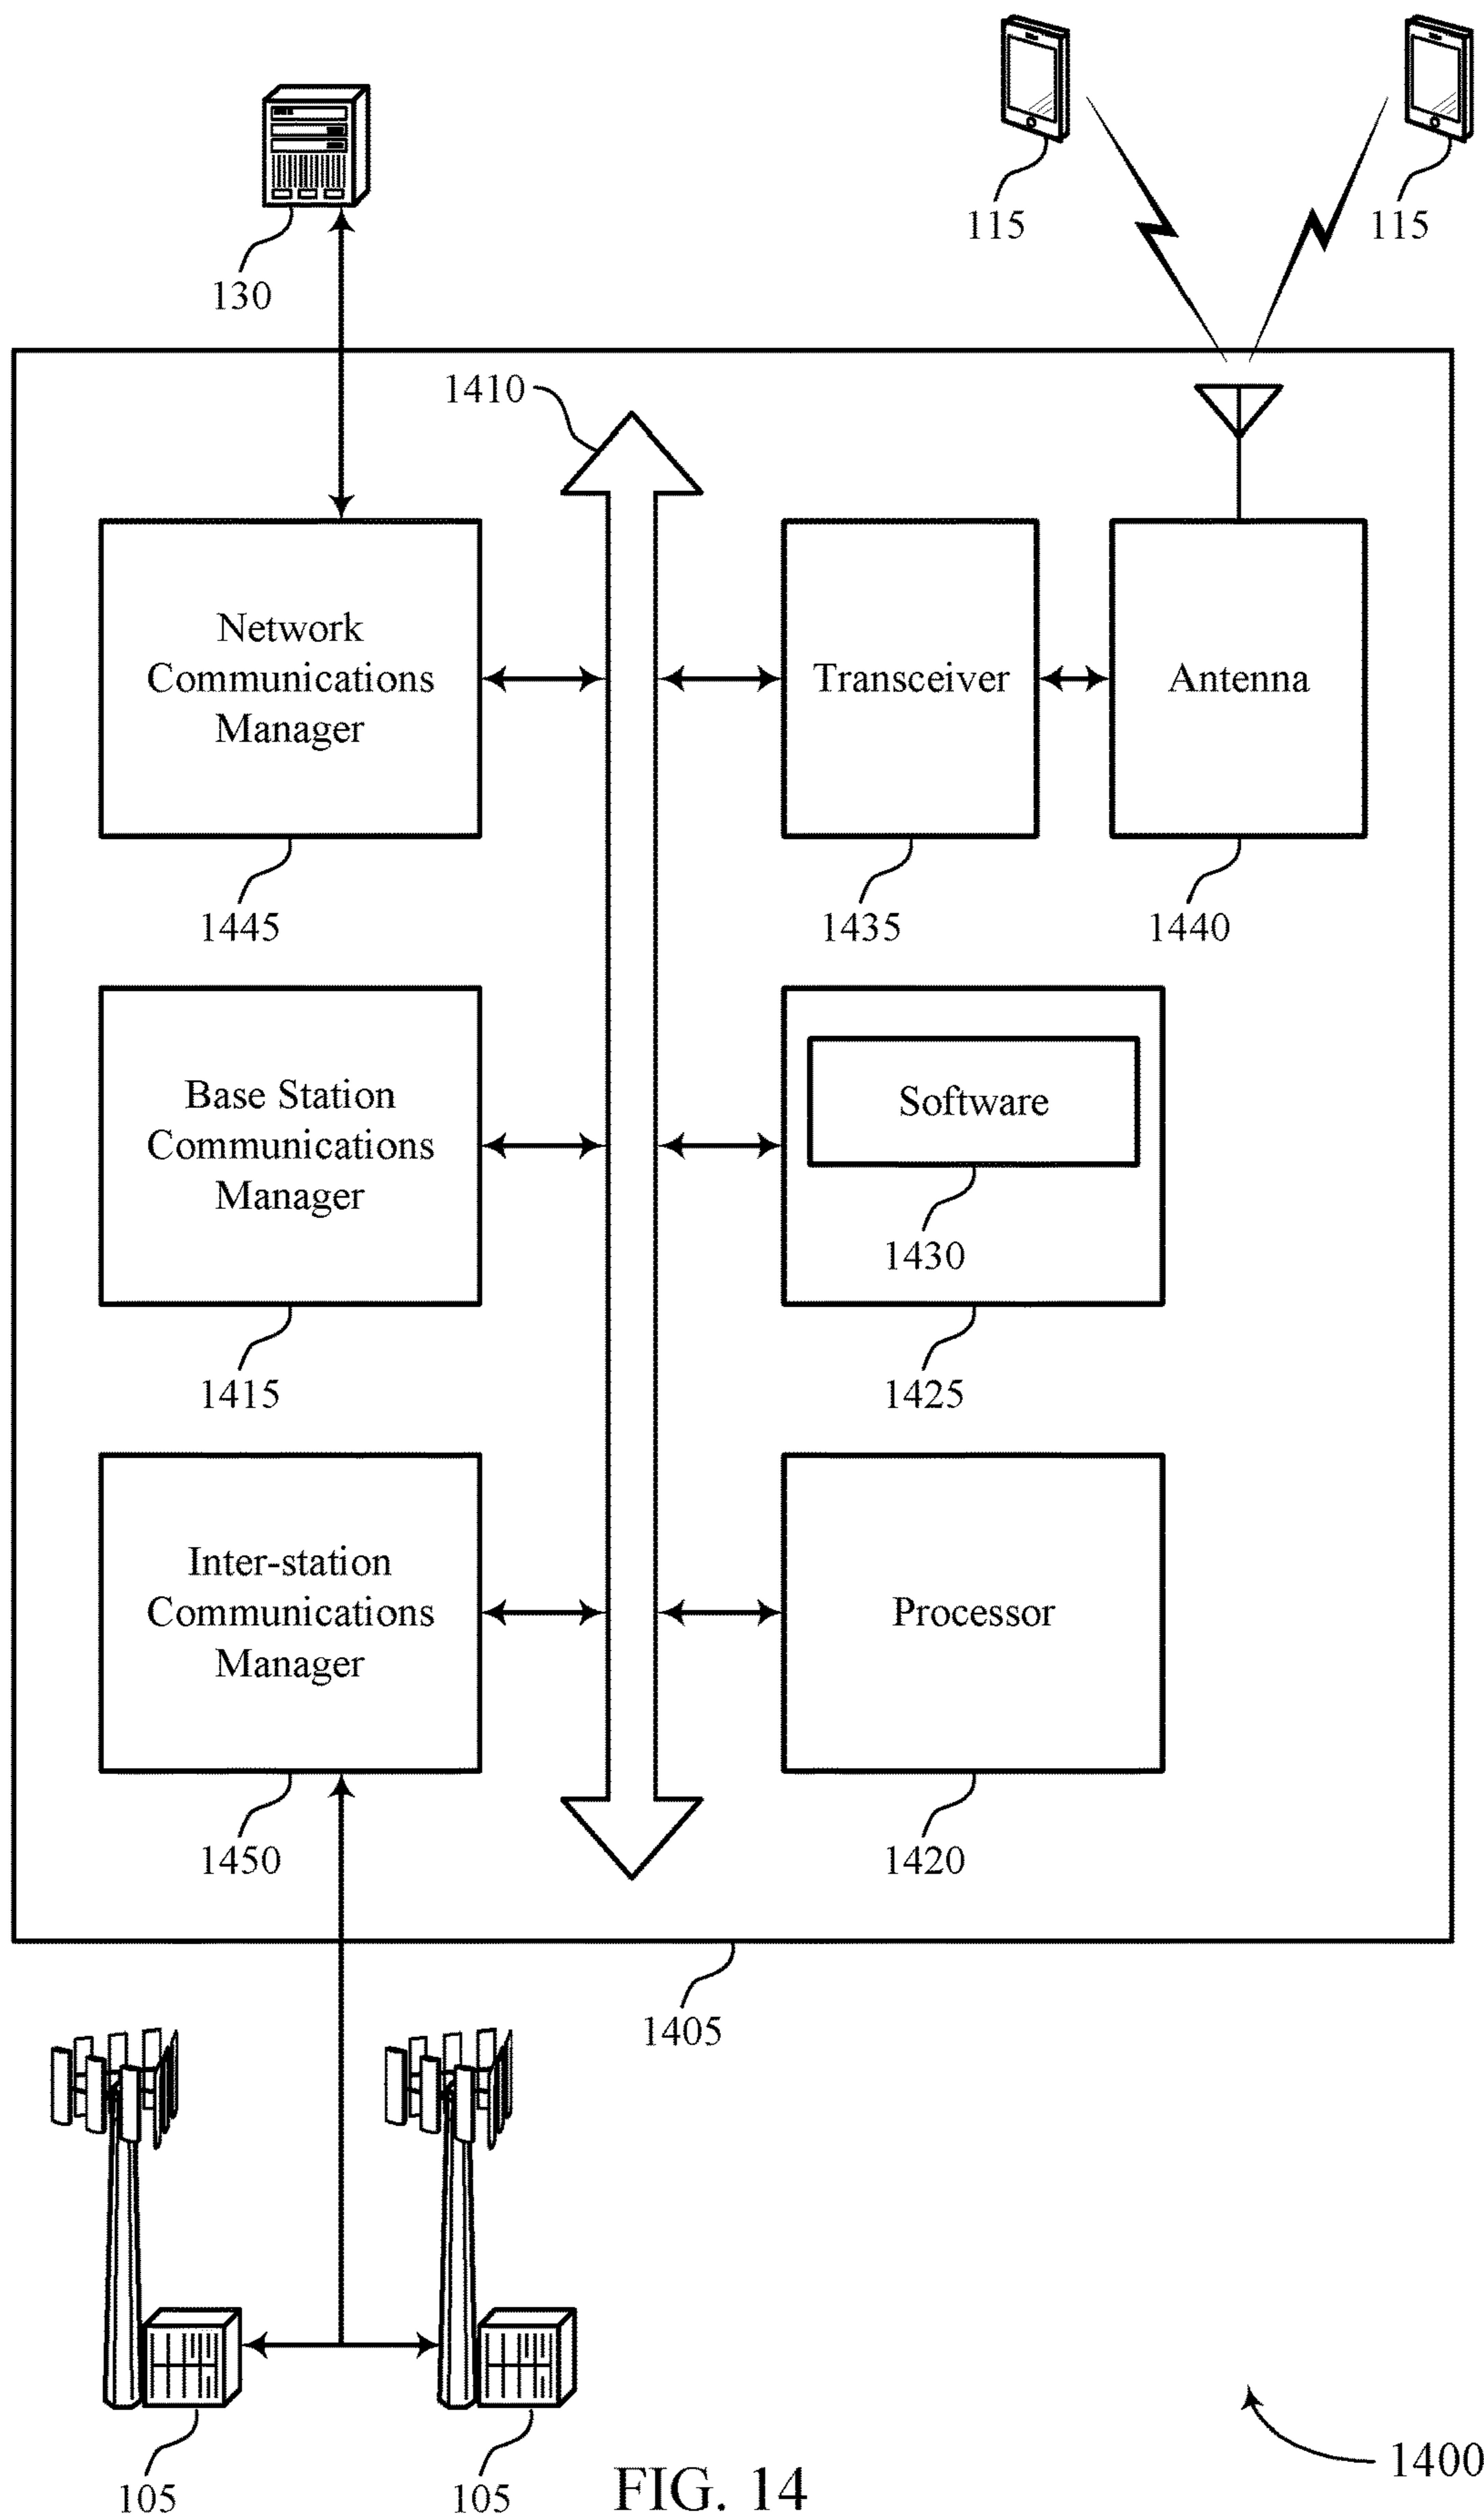 115
115
130
1410
Network
Communications
Manager
Transceiver
Antenna
1445
1435
1440
Base Station
Communications
Manager
Software
1430
1415
1425
Inter-station
Communications
Manager
Processor
1450
1420
1405
105
105
FIG. 14
1400